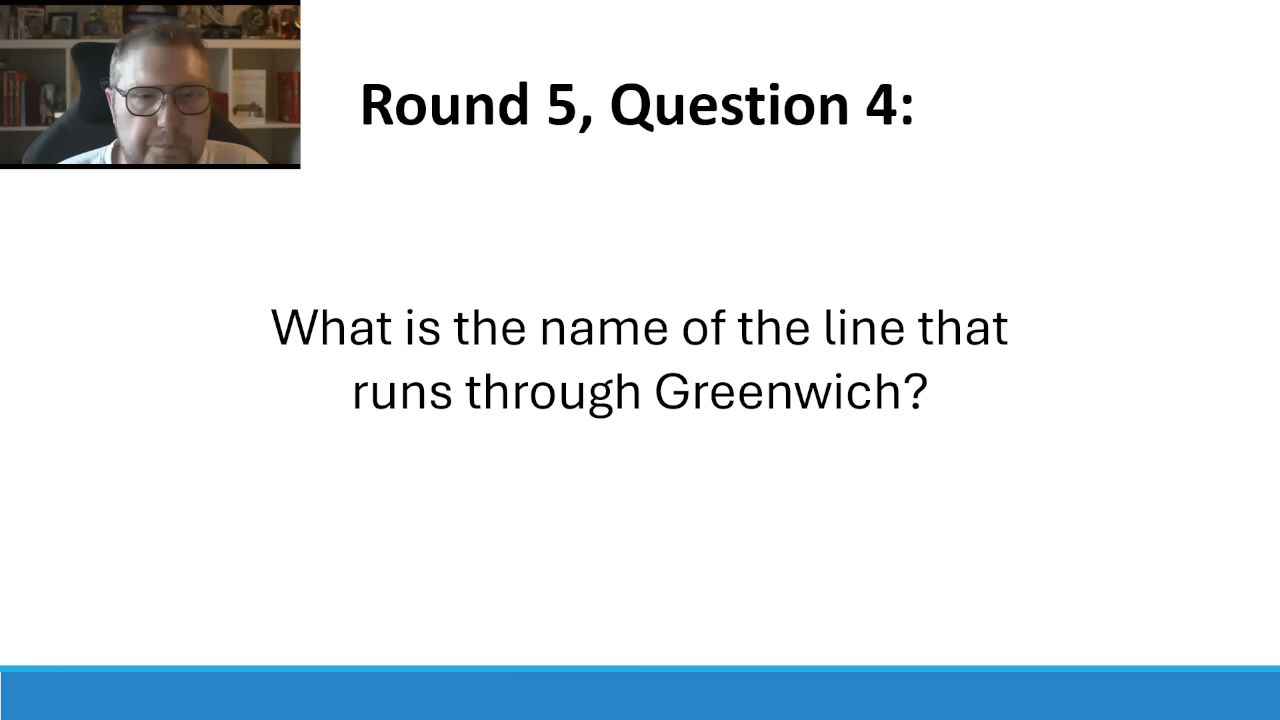 Round 5, Question 4:
What is the name of the line that
runs through Greenwich?